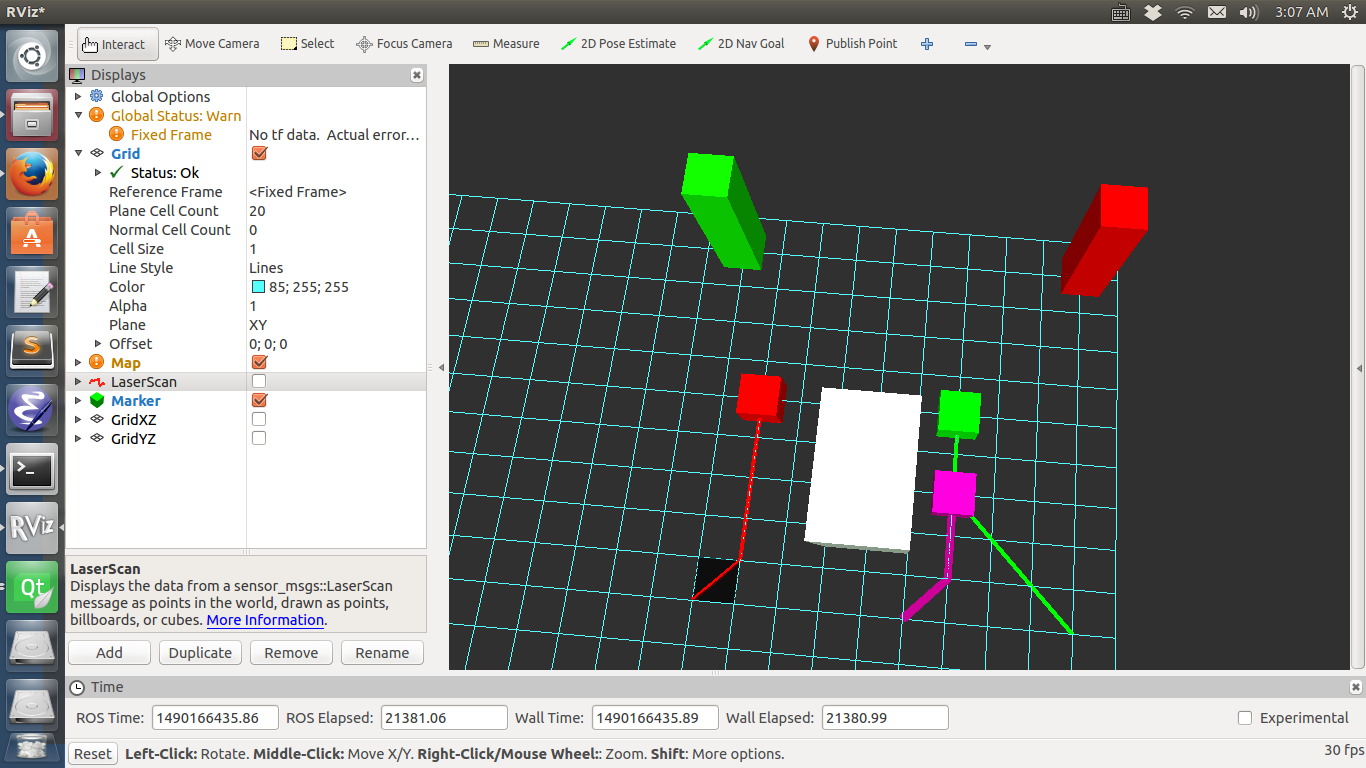 RViz*
3:07 AM
Interact Move Camera Select Focus Camera Measure 2D Pose Estimate 2D Nav Goal Publish Point
Displays
Global Options
Global Status: Warn
Fixed Frame No tf data.  Actual error…
Grid
Status: Ok
Reference Frame <Fixed Frame>
Plane Cell Count 20
Normal Cell Count 0
Cell Size 1
Line Style Lines
Color 85; 255; 255
Alpha 1
Plane XY
Offset 0; 0; 0
Map
LaserScan
Marker
GridXZ
GridYZ
RViz
Qt
LaserScan
Displays the data from a sensor_msgs::LaserScan
message as points in the world, drawn as points,
billboards, or cubes. More Information.
Add Duplicate Remove Rename
Time
ROS Time: 1490166435.86 ROS Elapsed: 21381.06 Wall Time: 1490166435.89 Wall Elapsed: 21380.99 Experimental
Reset Left-Click: Rotate. Middle-Click: Move X/Y. Right-Click/Mouse Wheel:: Zoom. Shift: More options. 30 fps